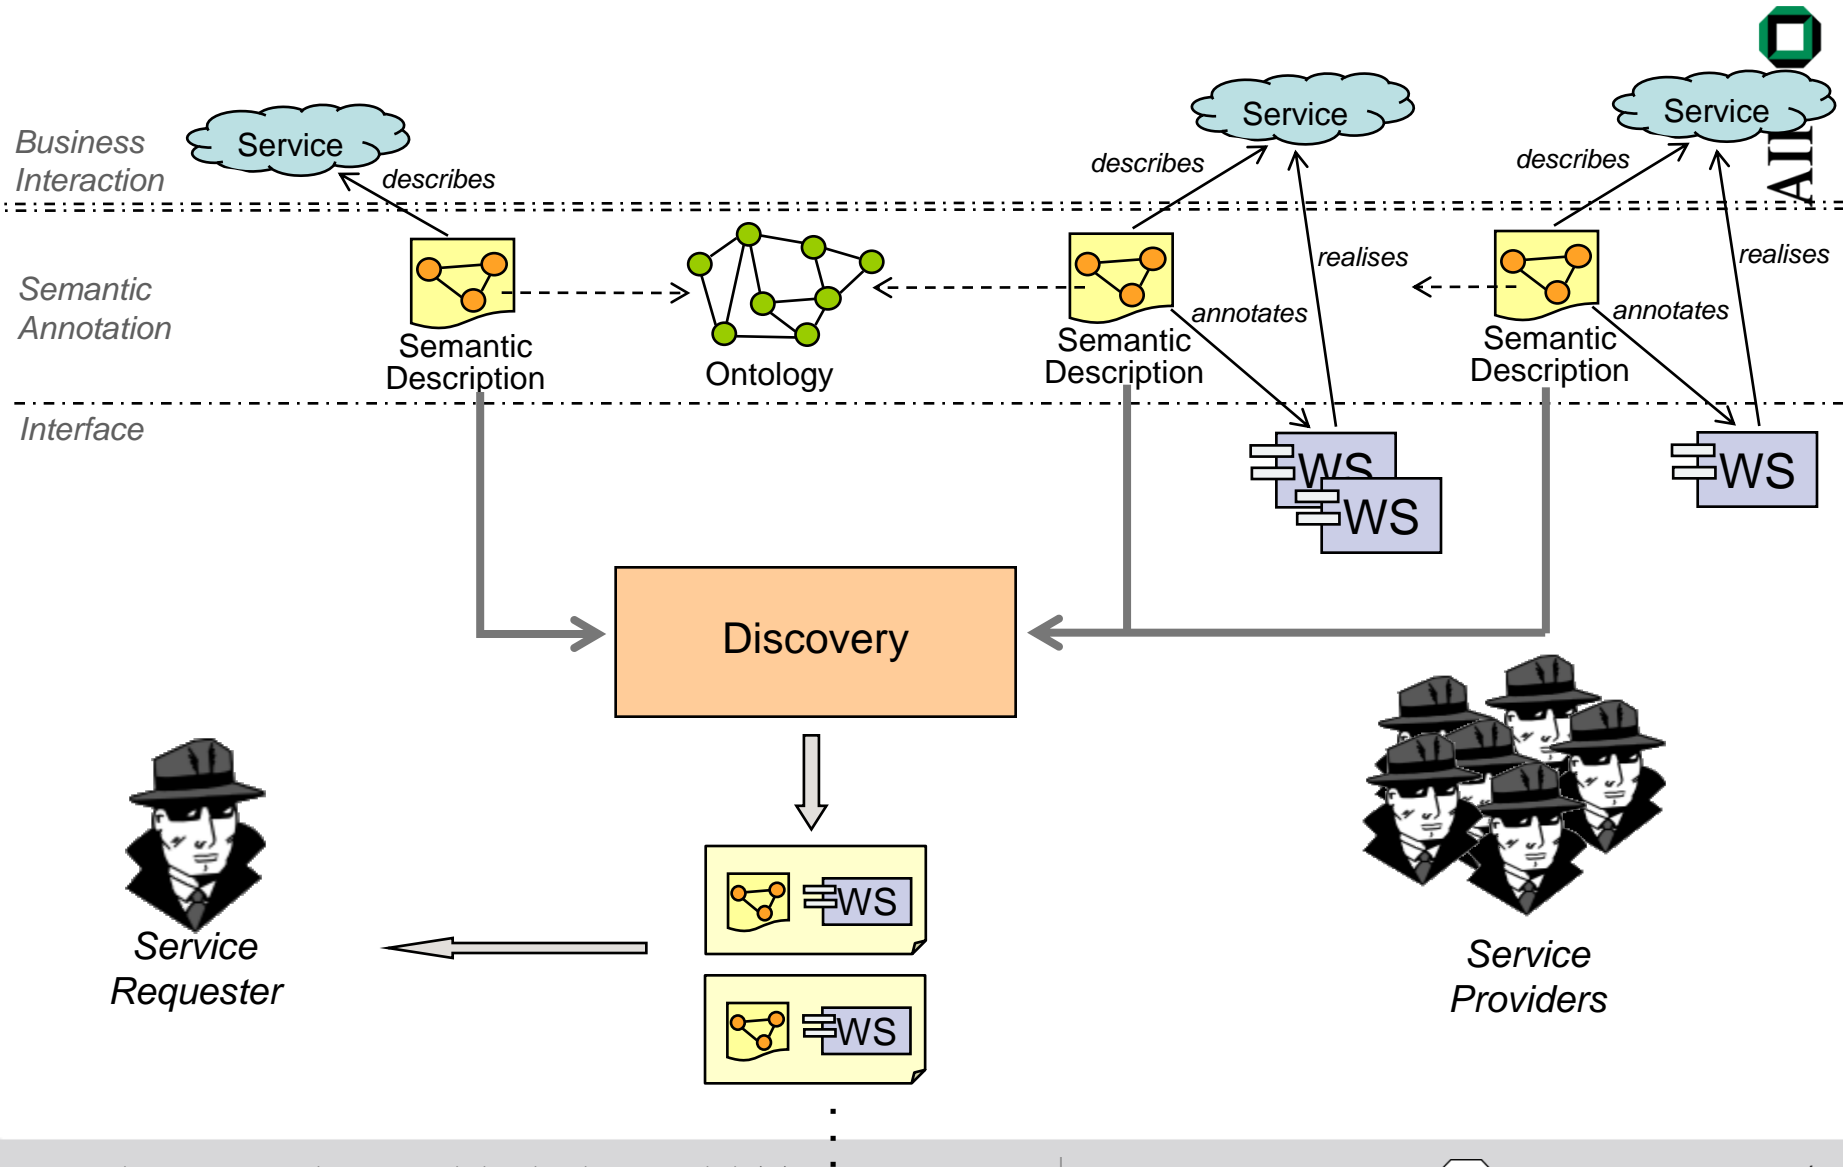 Service
Service
Service
Business
Interaction
describes
describes
describes
AII
realises
realises
Semantic
Annotation
annotates
annotates
Semantic
Description
Ontology
Semantic
Description
Semantic
Description
Interface
WS
WS
WS
Discovery
WS
WS
Service
Requester
Service
Providers